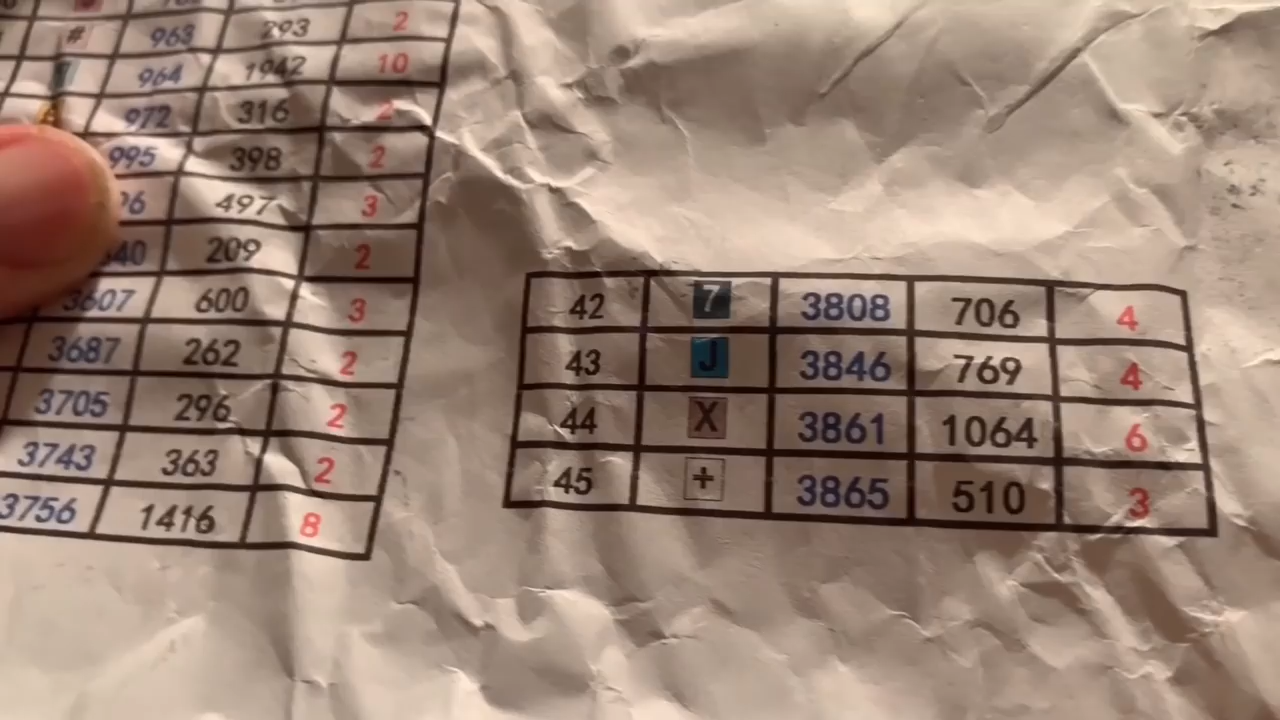 963 293 2
# 964 1942 10
972 316
995 398 2
497 3
209 2
3607 600 3
3687 262 2
3705 296 2
3743 363 2
3756 1416 8
42 7 3808 706 4
43 J 3846 769 4
44 X 3861 1064 6
45 + 3865 510 3